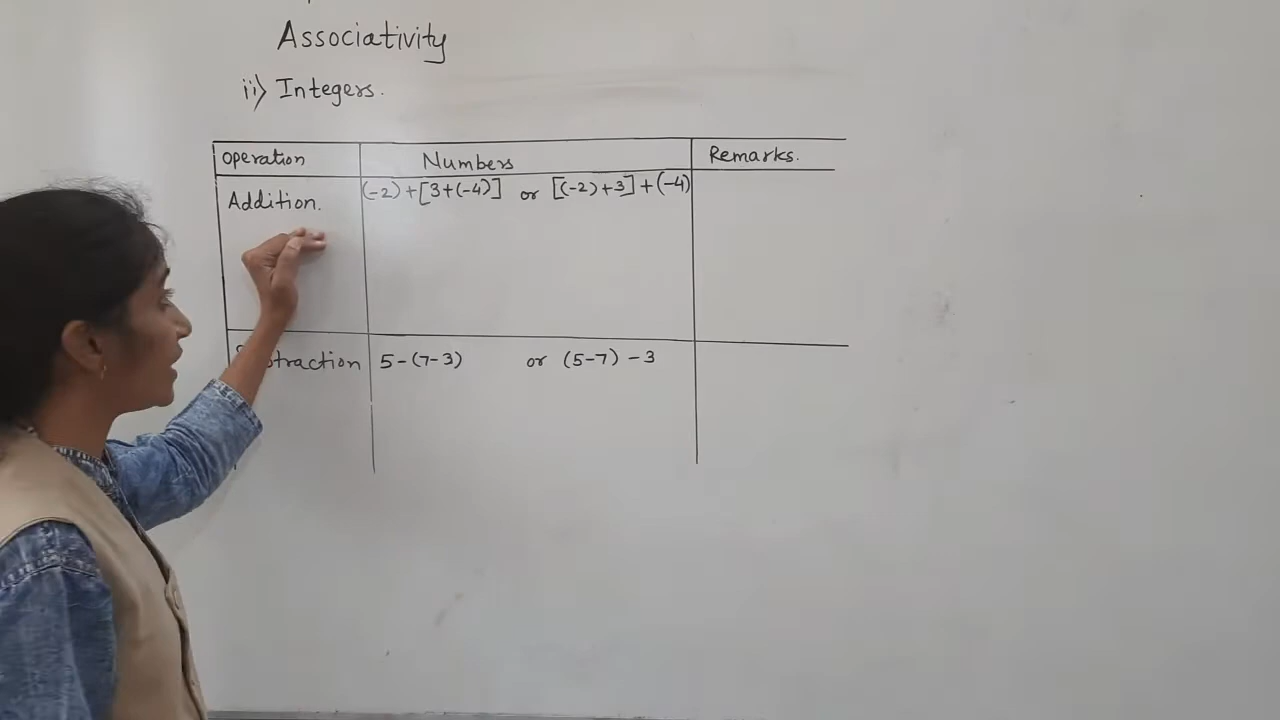 Associativity
ii) Integers.
Operation Numbers Remarks.
Addition. (-2)+[3+(-4)] or [(-2)+3]+(-4)
5-(7-3) or (5-7)-3